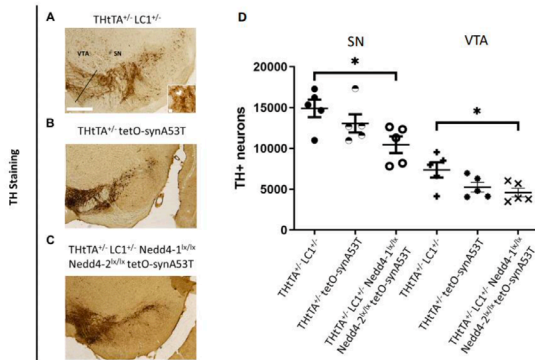 A
THtTA+/- LC1+/-
VTA
SN
B
THtTA+/- tetO-synA53T
C
THtTA+/- LC1+/- Nedd4-1lx/lx
Nedd4-2lx/lx tetO-synA53T
TH Staining
D
SN
VTA
*
*
TH+ neurons
20000
15000
10000
5000
0
THtTA+/- LC1+/-
THtTA+/- tetO-synA53T
THtTA+/- LC1+/- Nedd4-1lx/lx
Nedd4-2lx/lx tetO-synA53T
THtTA+/- LC1+/-
THtTA+/- tetO-synA53T
THtTA+/- LC1+/- Nedd4-1lx/lx
Nedd4-2lx/lx tetO-synA53T